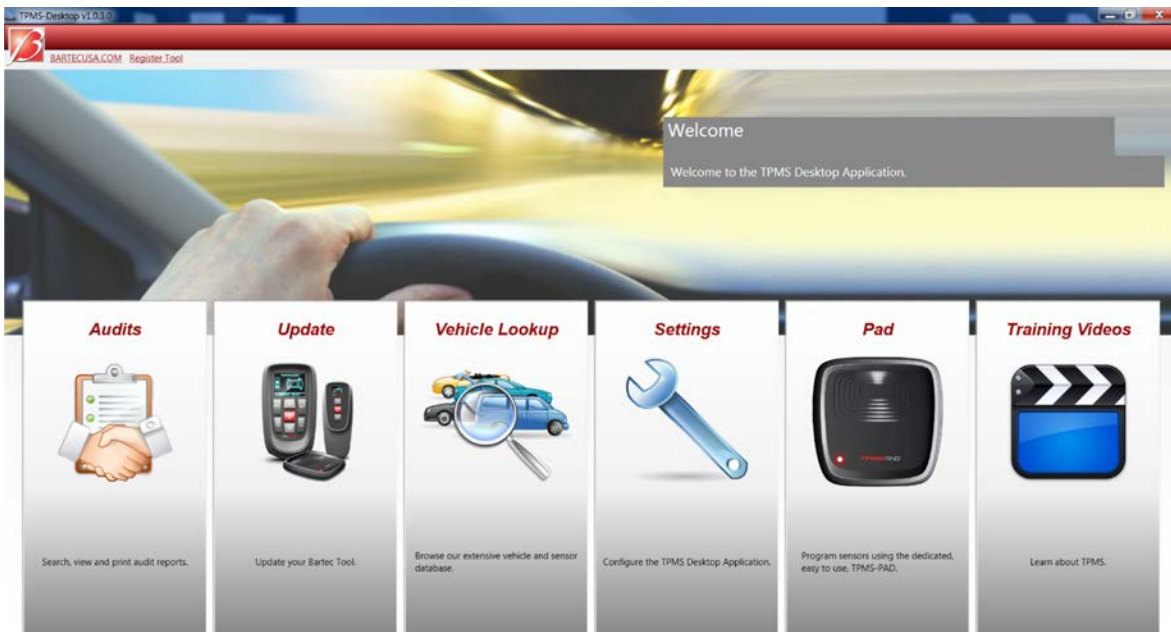 TPMS-Desktop v1.0.3.0
BARTECUSA.COM Register Tool
Welcome
Welcome to the TPMS Desktop Application.
Audits
Update
Vehicle Lookup
Settings
Pad
Training Videos
Search, view and print audit reports.
Update your Bartec Tool.
Browse our extensive vehicle and sensor
database.
Configure the TPMS Desktop Application.
Program sensors using the dedicated,
easy to use, TPMS-PAD.
Learn about TPMS.